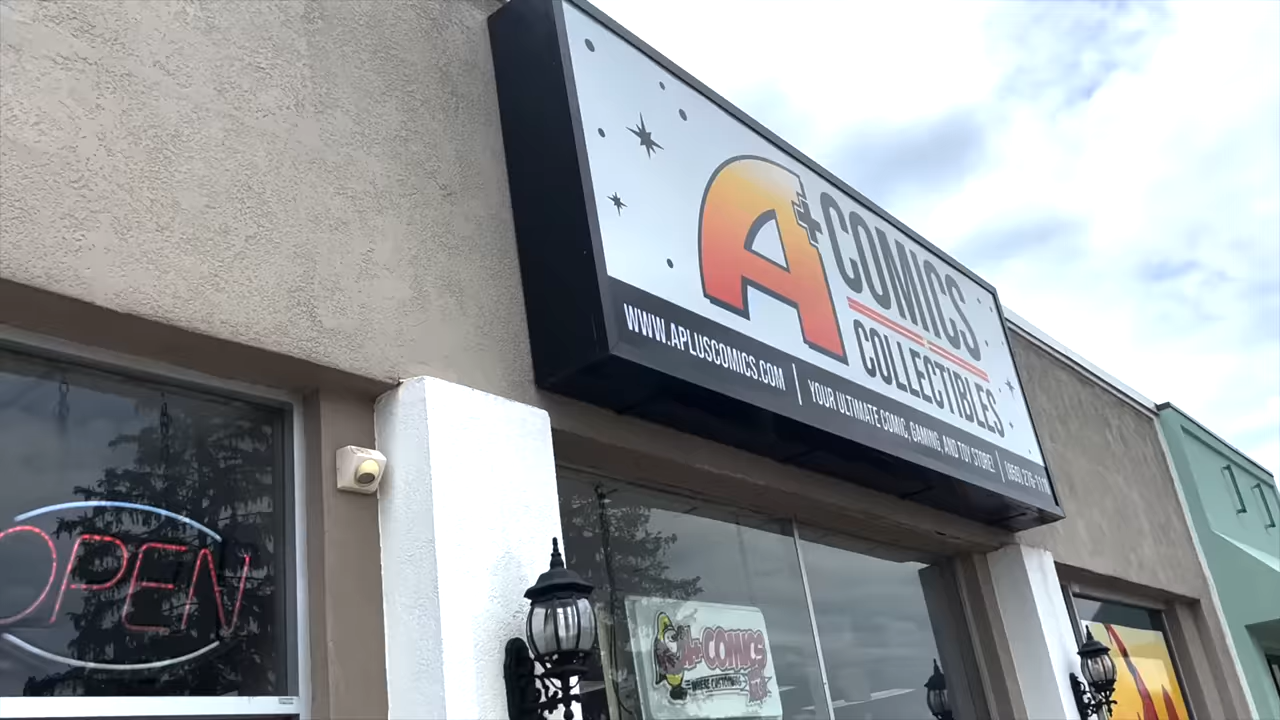 A+ COMICS
COLLECTIBLES
WWW.APLUSCOMICS.COM | YOUR ULTIMATE COMIC, GAMING, AND TOY STORE! |
OPEN
COMICS